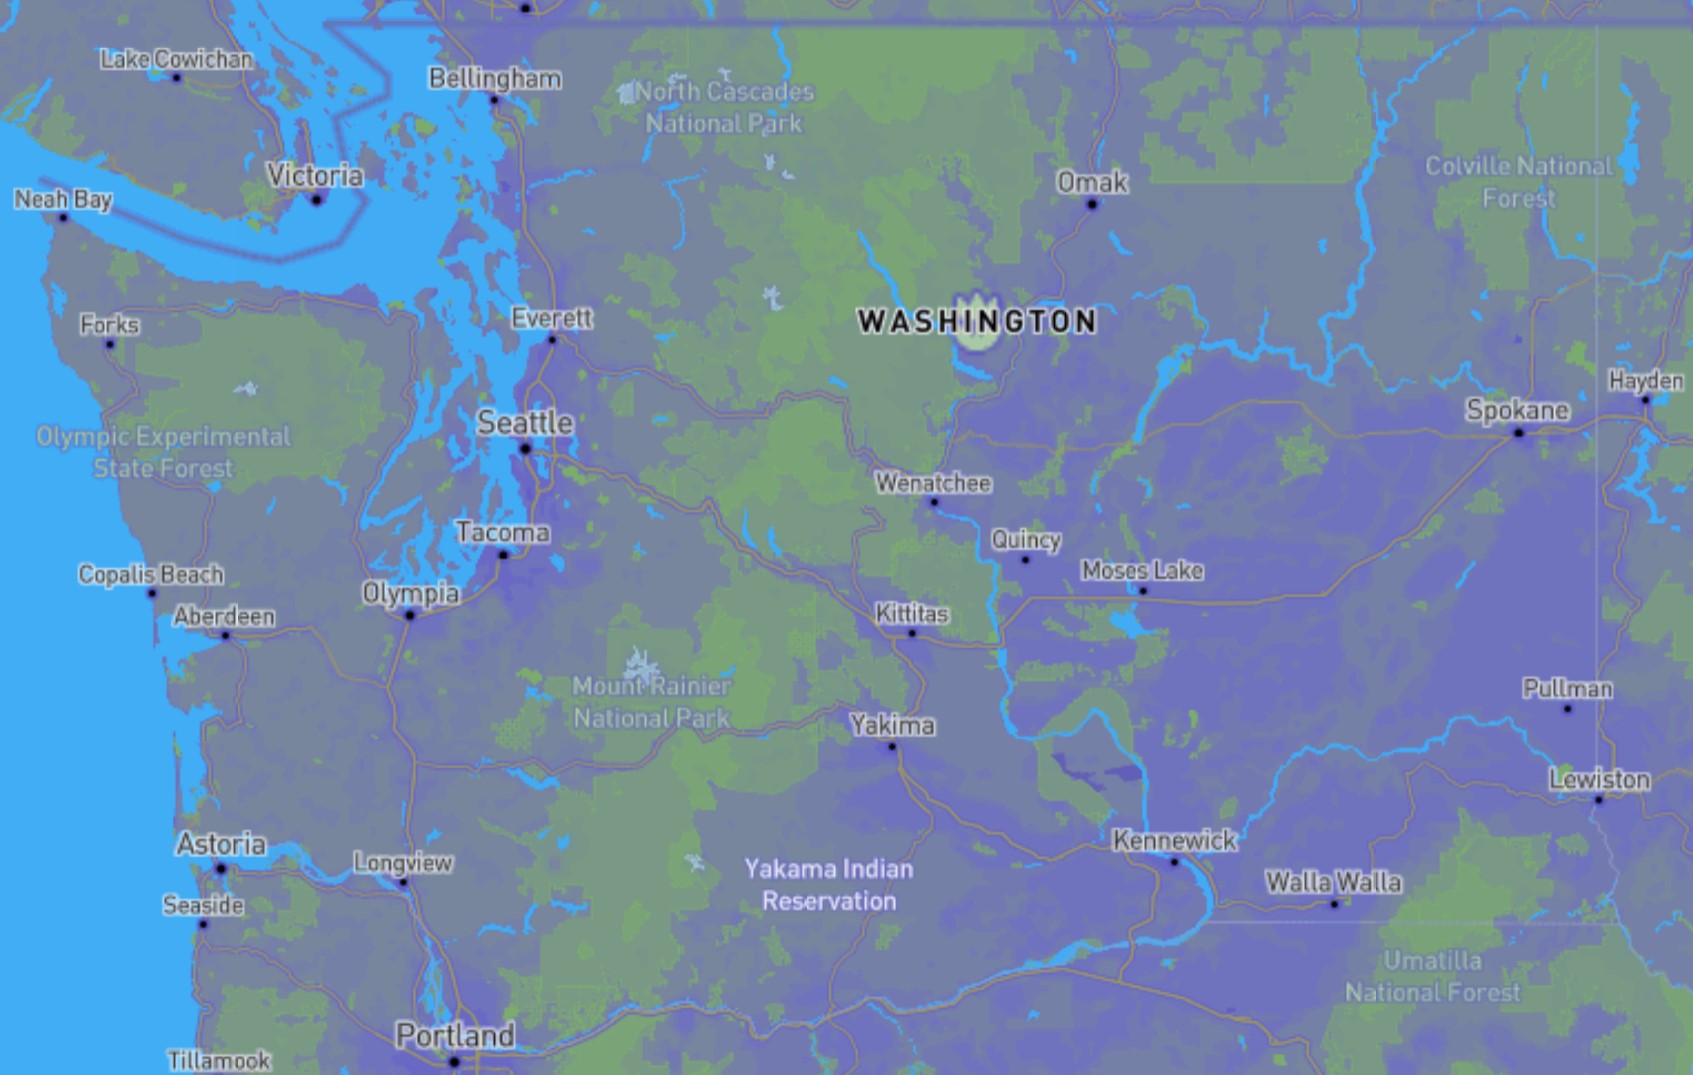 Lake Cowichan
Bellingham
North Cascades
National Park
Victoria
Neah Bay
Omak
Colville National
Forest
Forks
Everett
WASHINGTON
Hayden
Olympic Experimental
State Forest
Seattle
Spokane
Wenatchee
Tacoma
Quincy
Moses Lake
Copalis Beach
Olympia
Aberdeen
Kittitas
Mount Rainier
National Park
Pullman
Yakima
Lewiston
Astoria
Longview
Kennewick
Yakama Indian
Reservation
Walla Walla
Seaside
Umatilla
National Forest
Portland
Tillamook